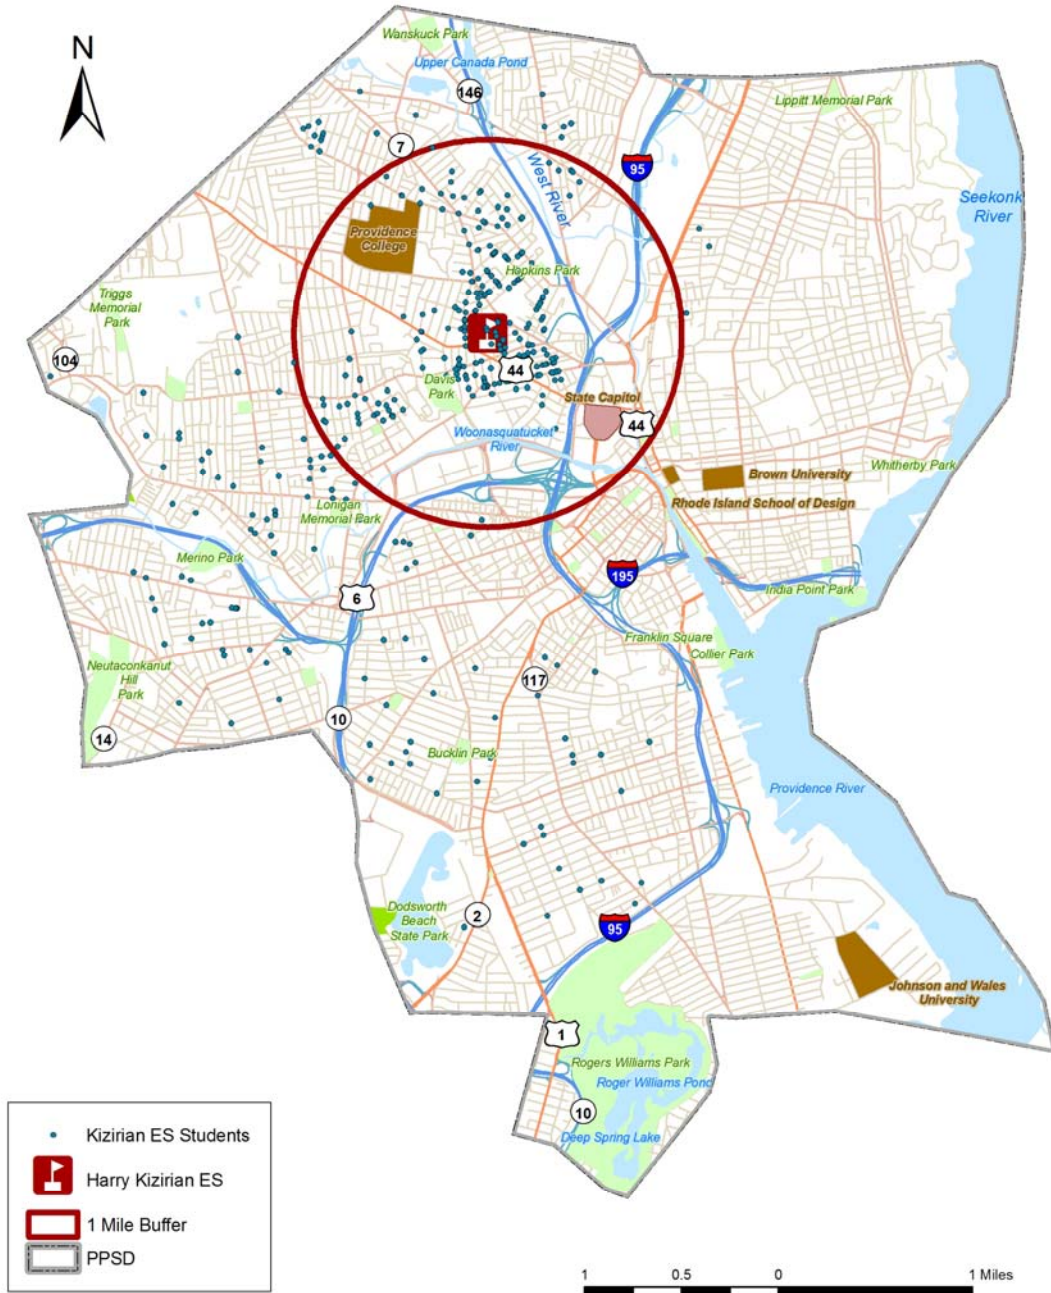 N
Wanskuck Park
Upper Canada Pond
146
Lippitt Memorial Park
7
95
West River
Seekonk
River
Providence
College
Hopkins Park
Triggs
Memorial
Park
104
44
Davis
Park
State Capitol
44
Woonasquatucket
River
Brown University
Whitherby Park
Rhode Island School of Design
Lohigan
Memorial Park
Merino Park
195
6
India Point Park
Franklin Square
Collier Park
Neutaconkanut
Hill
Park
117
10
14
Bucklin Park
Providence River
Dodsworth
Beach
State Park
2
95
Johnson and Wales
University
1
Rogers Williams Park
Roger Williams Pond
10
Deep Spring Lake
Kizirian ES Students
Harry Kizirian ES
1 Mile Buffer
PPSD
1 0.5 0 1 Miles